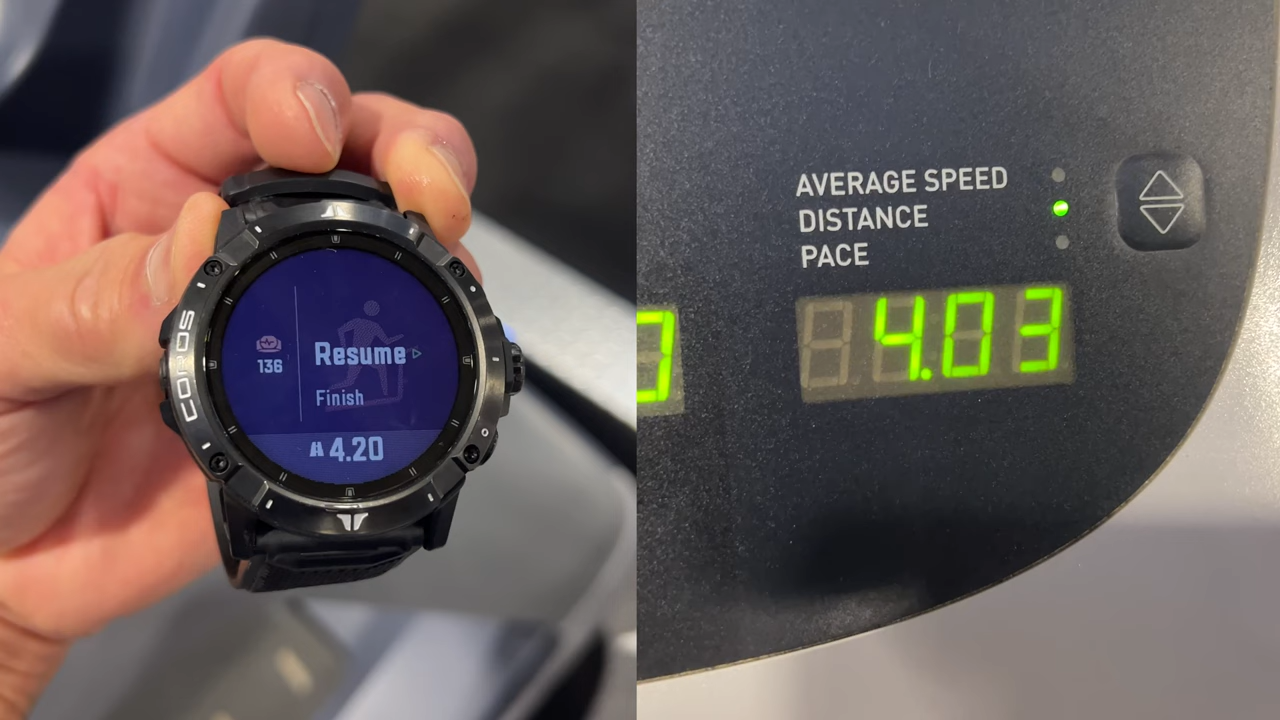 COROS
136
Resume
Finish
4.20
AVERAGE SPEED
DISTANCE
PACE
4.03